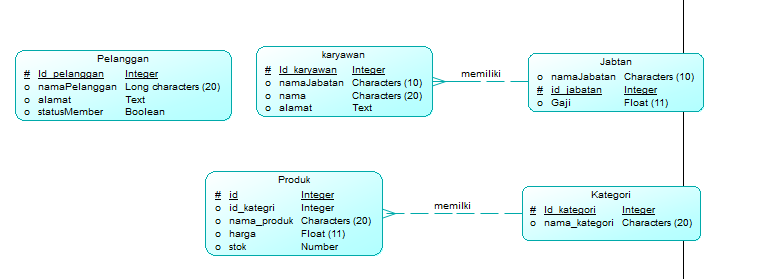 Pelanggan
# Id_pelanggan Integer
o namaPelanggan Long characters (20)
o alamat Text
o statusMember Boolean
karyawan
# Id_karyawan Integer
o namaJabatan Characters (10)
o nama Characters (20)
o alamat Text
memiliki
Jabtan
o namaJabatan Characters (10)
# id_jabatan Integer
o Gaji Float (11)
Produk
# id Integer
o id_kategri Integer
o nama_produk Characters (20)
o harga Float (11)
o stok Number
memilki
Kategori
# Id_kategori Integer
o nama_kategori Characters (20)